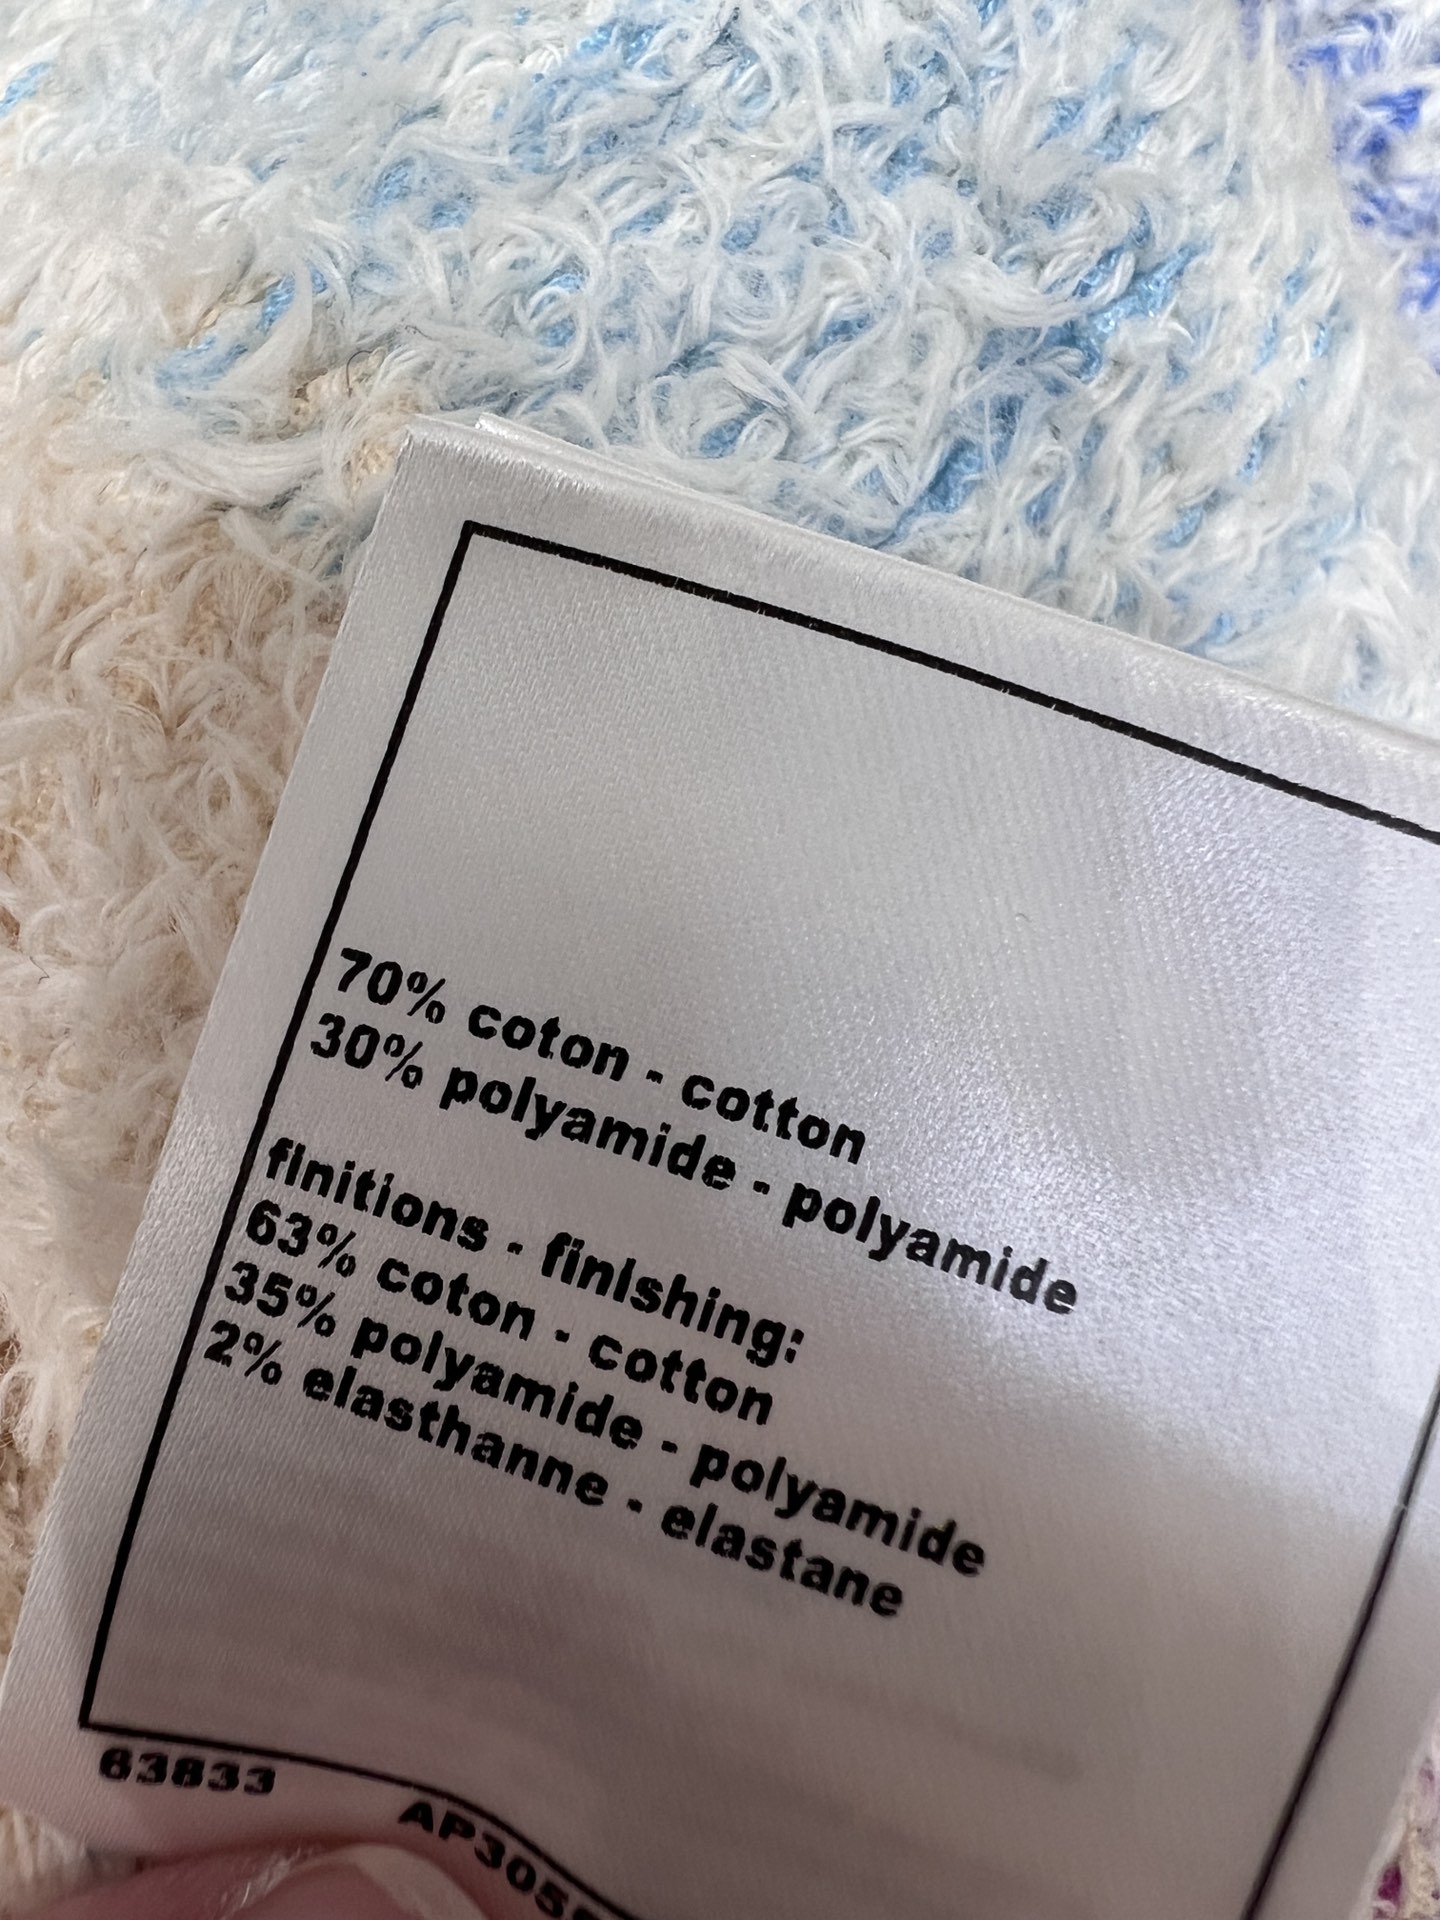 70% coton - cotton
30% polyamide - polyamide
finitions - finishing:
63% coton - cotton
35% polyamide - polyamide
2% elasthanne - elastane
63833